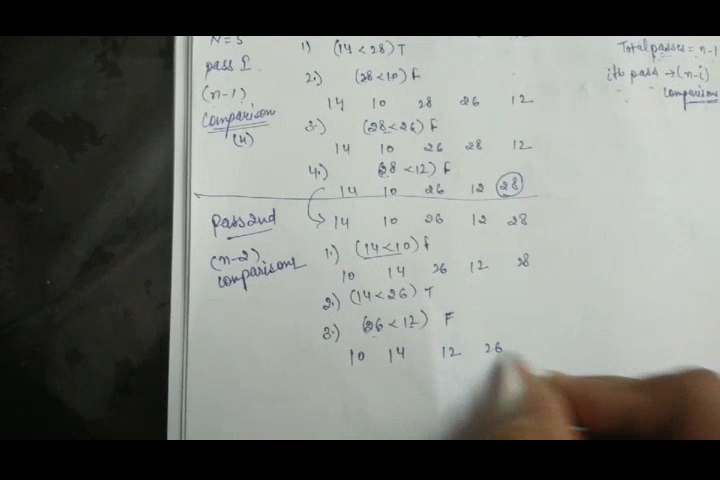 N=5
1) (14<28) T
Total passes = n-1
pass 1
2.) (28<10) F
ith pass → (n-i)
comparisons
(n-1)
14 10 28 26 12
comparison
3.) (28<26) F
(4)
14 10 26 28 12
4.) (28<12) F
14 10 26 12 28
pass 2nd
14 10 26 12 28
(n-2)
comparisons
1.) (14<10) F
10 14 26 12 28
2.) (14<26) T
3.) (26<12) F
10 14 12 26